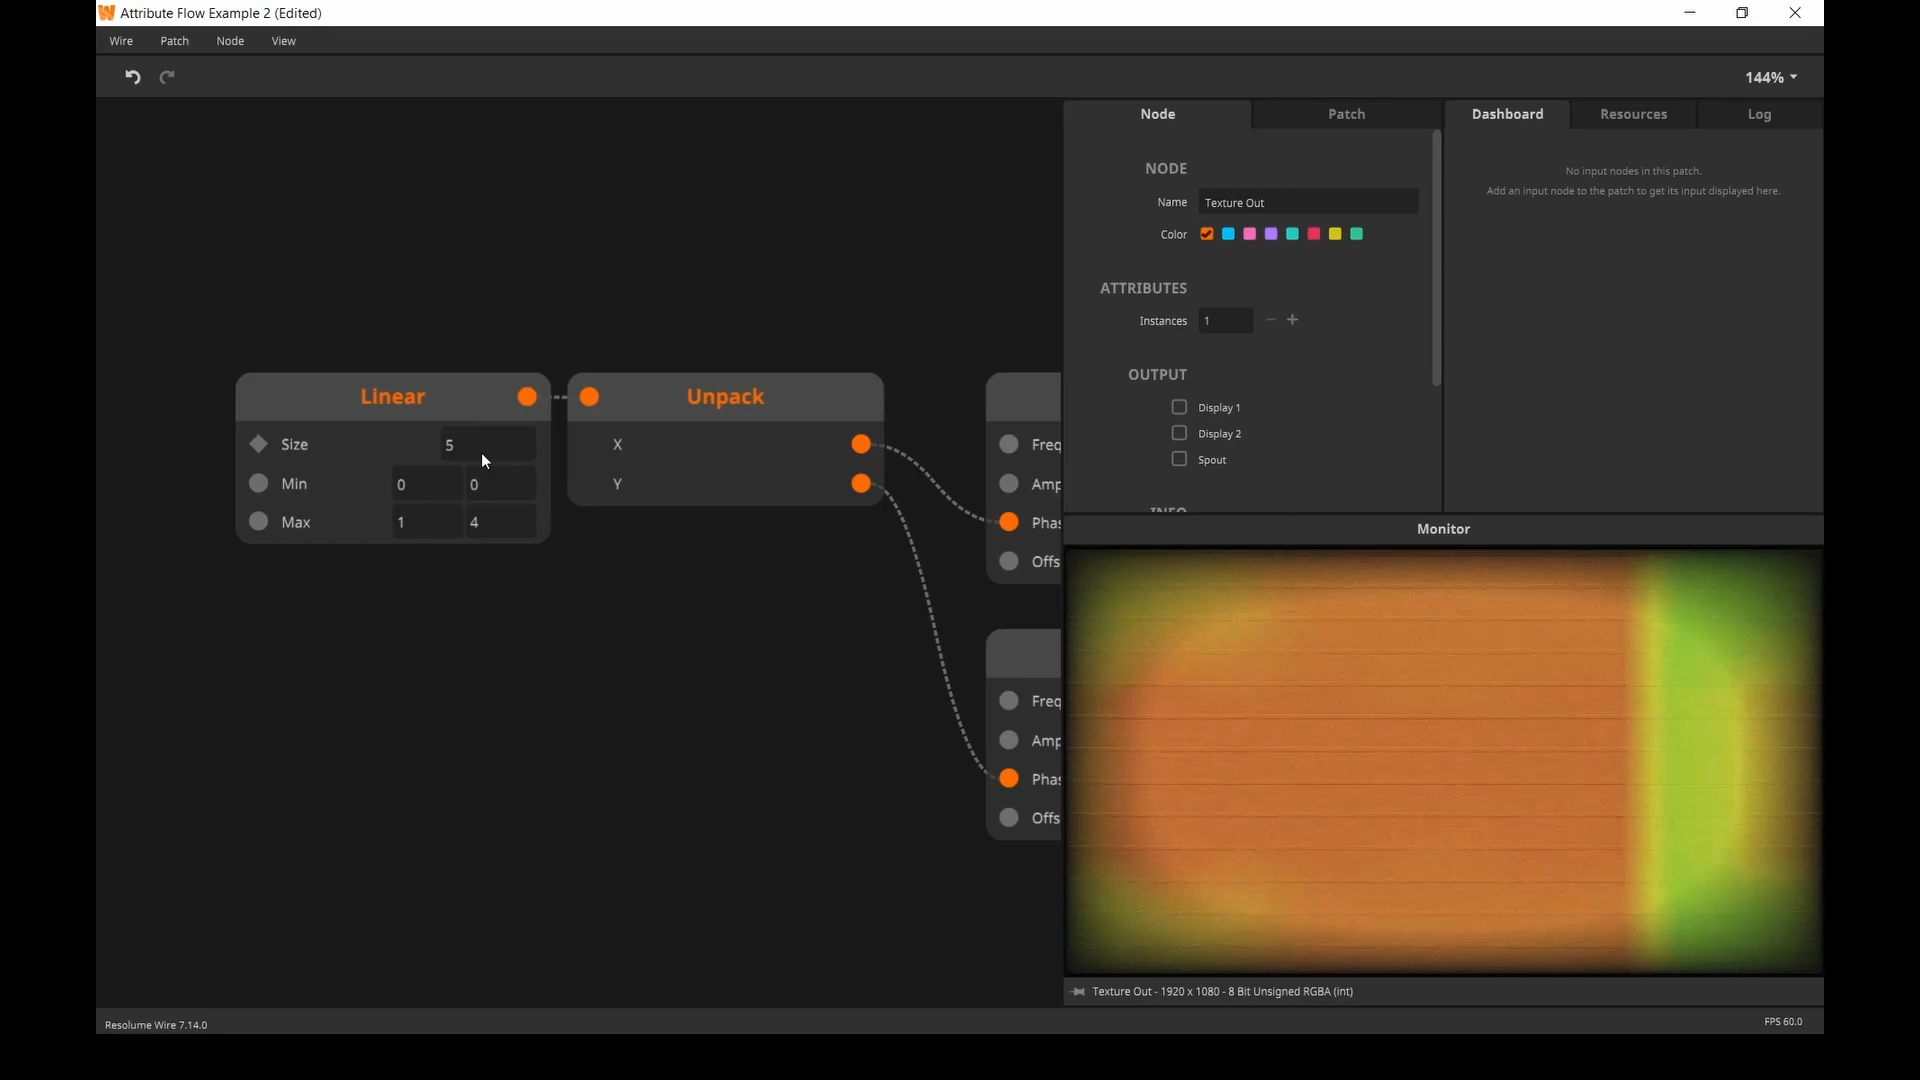 Attribute Flow Example 2 (Edited)
Wire Patch Node View
144%
Node Patch Dashboard Resources Log
NODE
Name Texture Out
Color
ATTRIBUTES
Instances 1
OUTPUT
Display 1
Display 2
Spout
No input nodes in this patch.
Add an input node to the patch to get its input displayed here.
Linear
Size 5
Min 0 0
Max 1 4
Unpack
X
Y
Freq
Amp
Phas
Offs
Freq
Amp
Phas
Offs
Monitor
Texture Out - 1920 x 1080 - 8 Bit Unsigned RGBA (int)
Resolume Wire 7.14.0
FPS 60.0